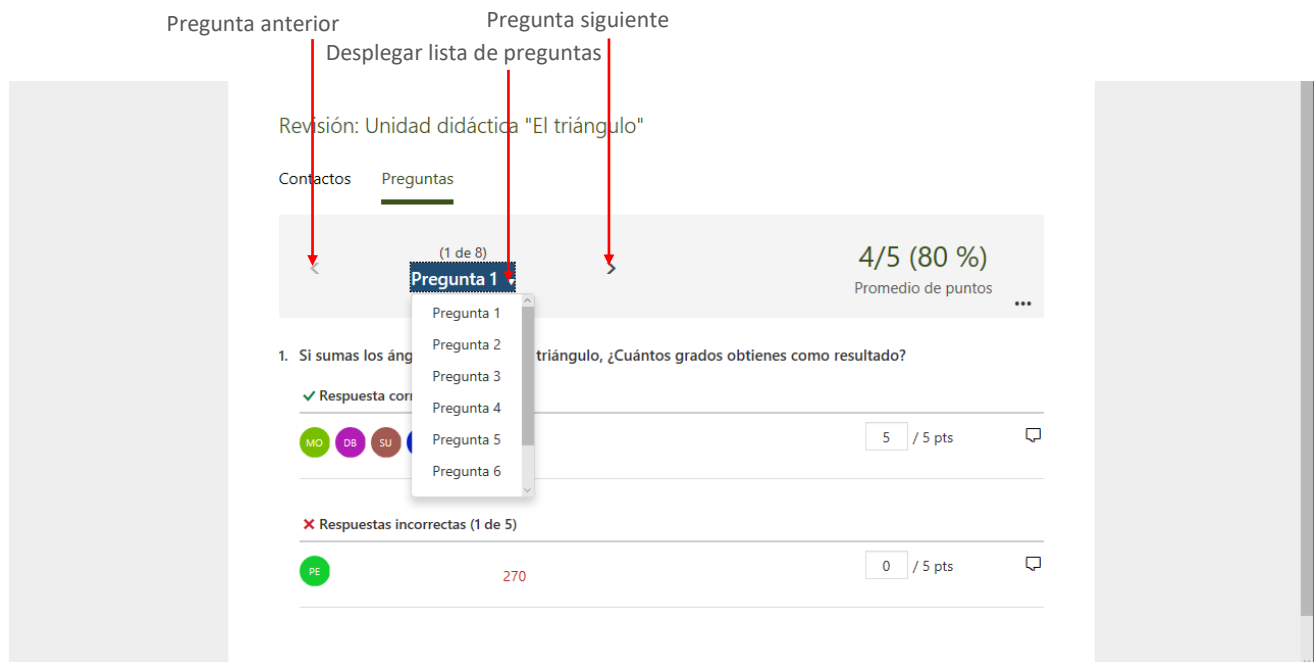 Pregunta anterior
Pregunta siguiente
Desplegar lista de preguntas
Revisión: Unidad didáctica "El triángulo"
Contactos Preguntas
(1 de 8)
Pregunta 1
4/5 (80 %)
Promedio de puntos
Pregunta 1
Pregunta 2
Pregunta 3
Pregunta 4
Pregunta 5
Pregunta 6
1. Si sumas los áng triángulo, ¿Cuántos grados obtienes como resultado?
Respuesta cor
MO DB SU 5 / 5 pts
Respuestas incorrectas (1 de 5)
PE 270 0 / 5 pts